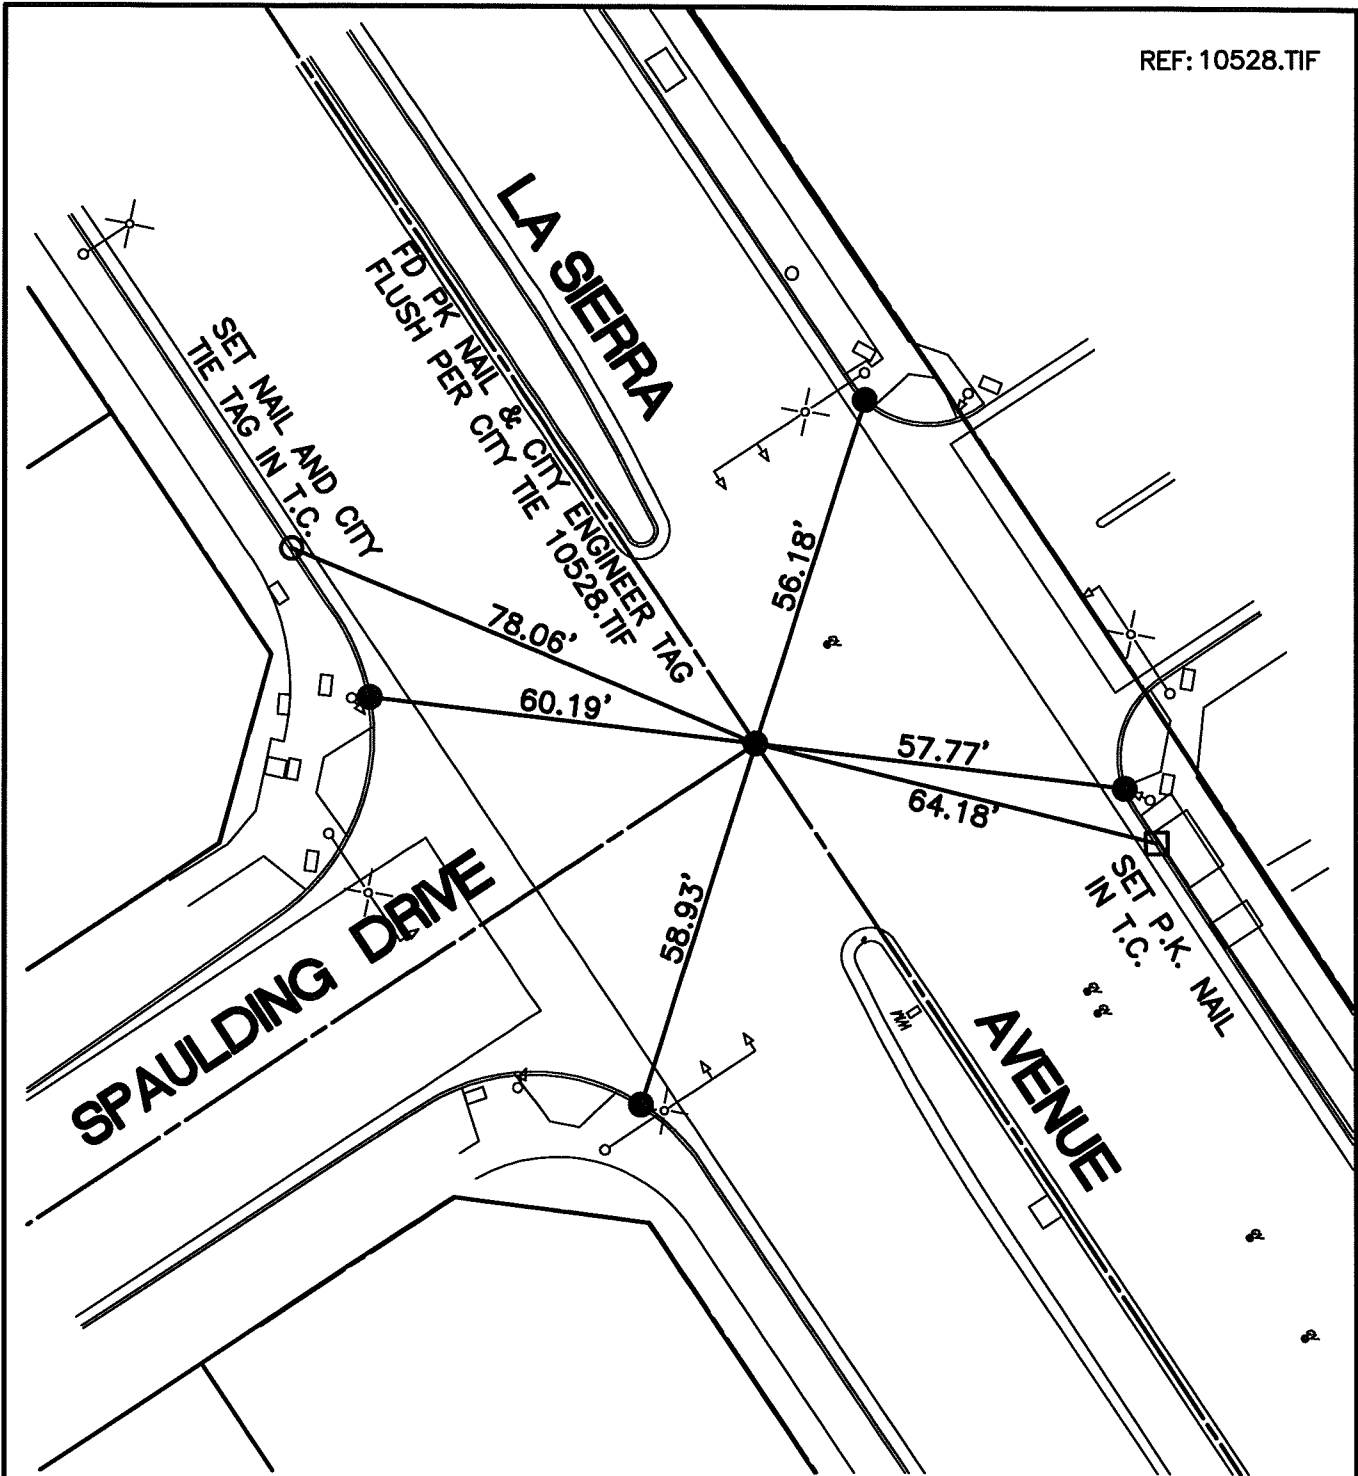 REF: 10528.TIF
LA SIERRA
FD PK NAIL & CITY ENGINEER TAG
FLUSH PER CITY TIE 10528.TIF
SET NAIL AND CITY
TIE TAG IN T.C.
56.18'
78.06'
60.19'
57.77'
64.18'
58.93'
SET P.K. NAIL
IN T.C.
SPAULDING DRIVE
AVENUE
WM